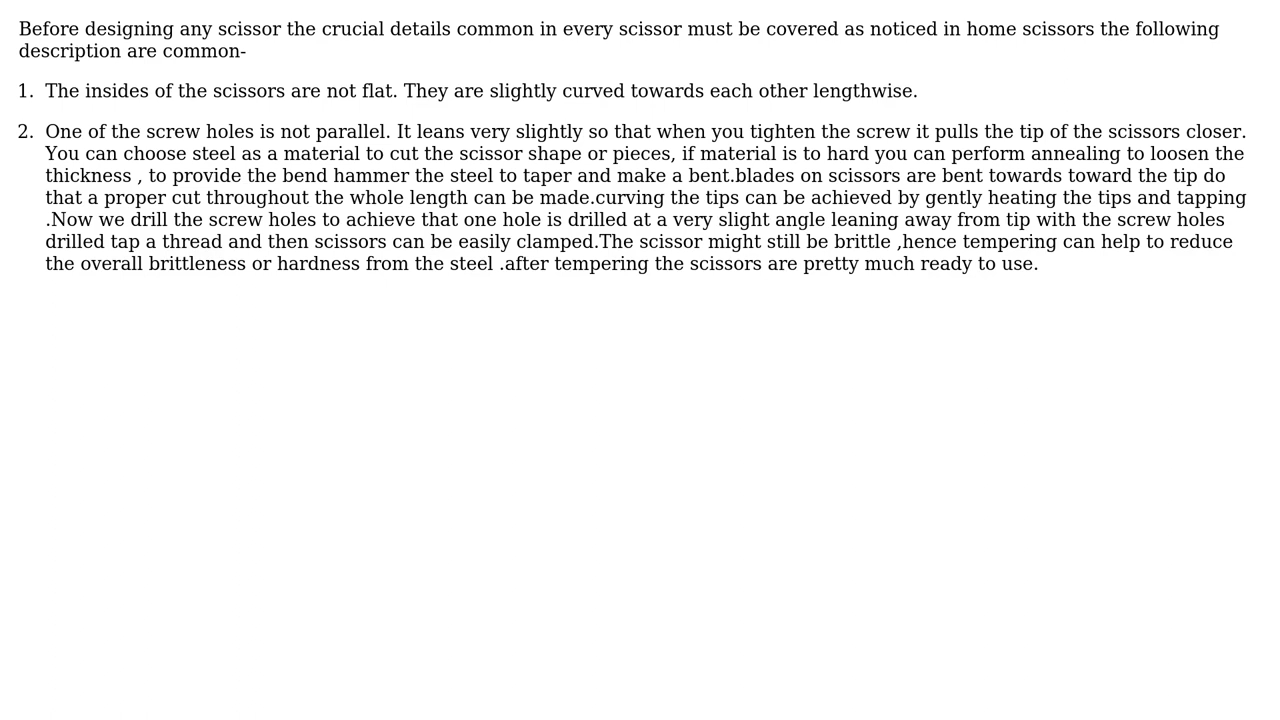 Before designing any scissor the crucial details common in every scissor must be covered as noticed in home scissors the following
description are common-
1. The insides of the scissors are not flat. They are slightly curved towards each other lengthwise.
2. One of the screw holes is not parallel. It leans very slightly so that when you tighten the screw it pulls the tip of the scissors closer.
You can choose steel as a material to cut the scissor shape or pieces, if material is to hard you can perform annealing to loosen the
thickness , to provide the bend hammer the steel to taper and make a bent.blades on scissors are bent towards toward the tip do
that a proper cut throughout the whole length can be made.curving the tips can be achieved by gently heating the tips and tapping
.Now we drill the screw holes to achieve that one hole is drilled at a very slight angle leaning away from tip with the screw holes
drilled tap a thread and then scissors can be easily clamped.The scissor might still be brittle ,hence tempering can help to reduce
the overall brittleness or hardness from the steel .after tempering the scissors are pretty much ready to use.